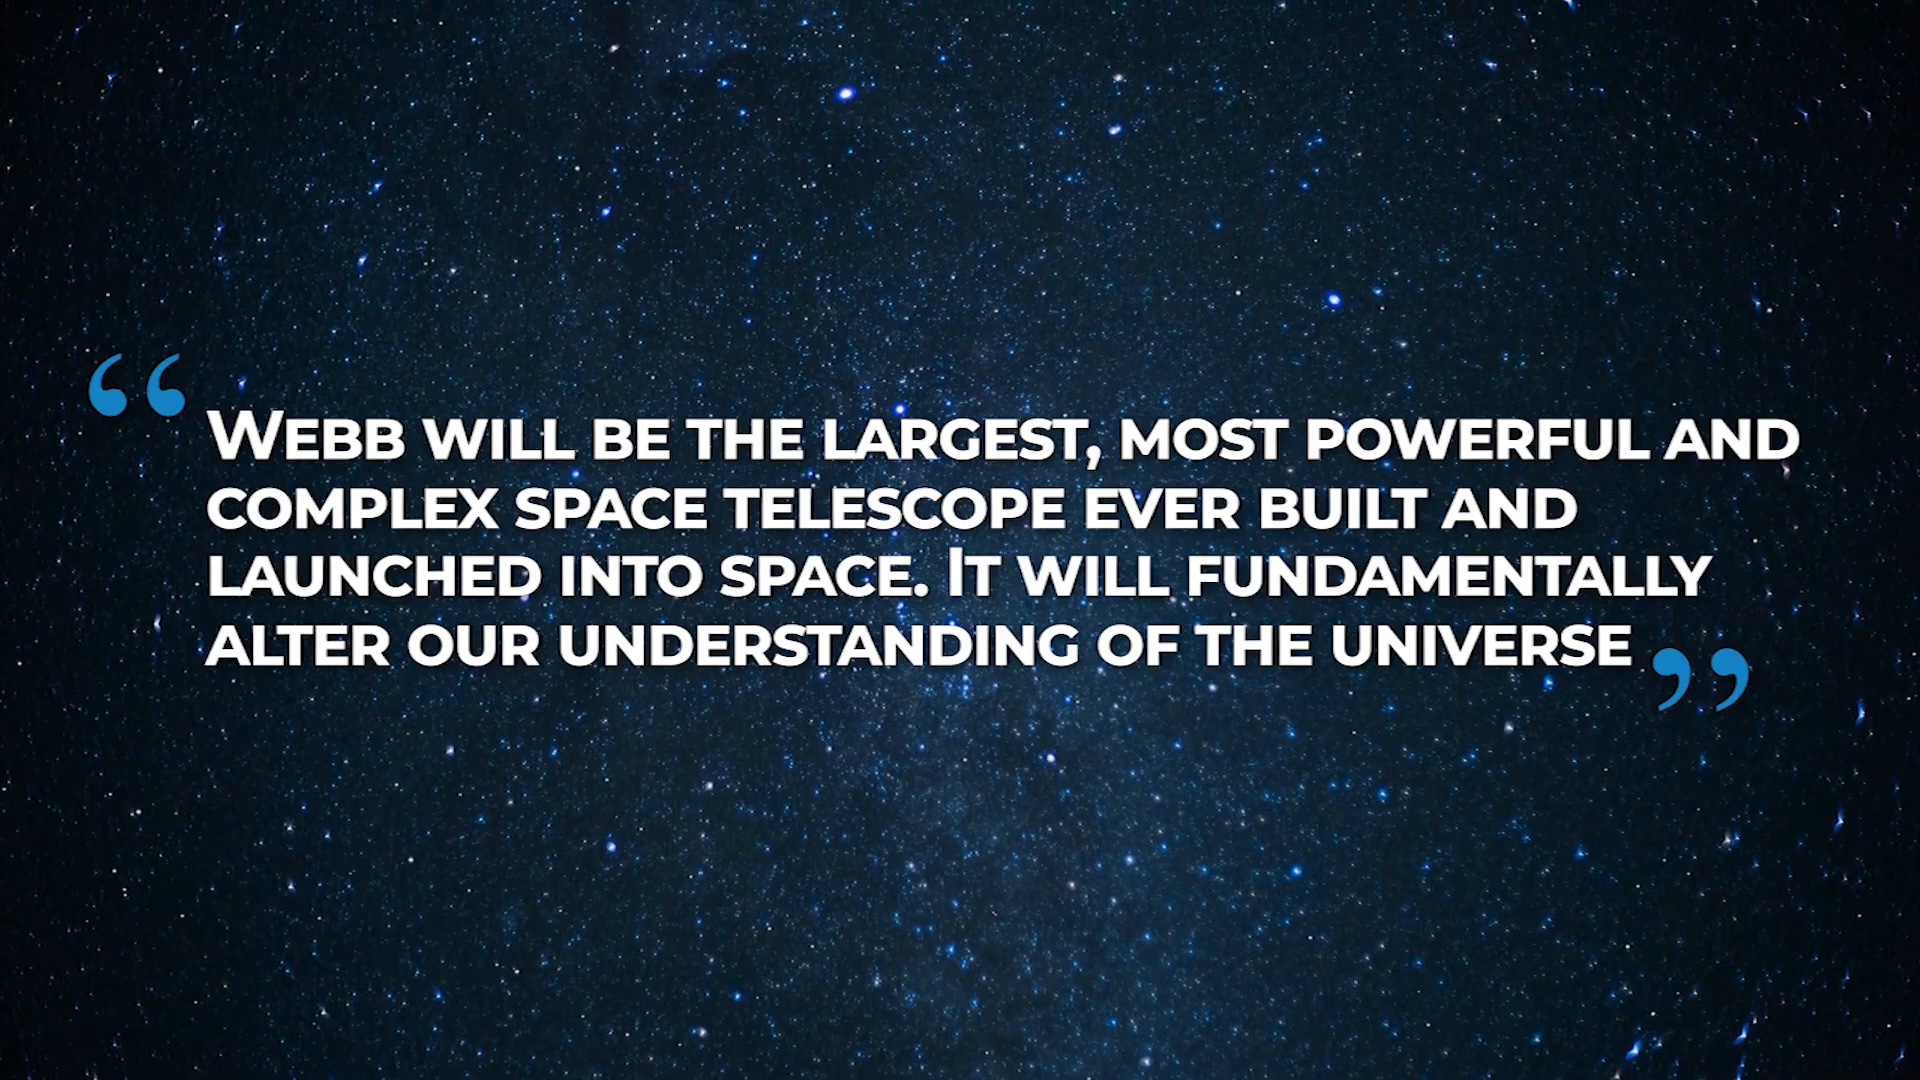 “Webb will be the largest, most powerful and
complex space telescope ever built and
launched into space. It will fundamentally
alter our understanding of the universe”